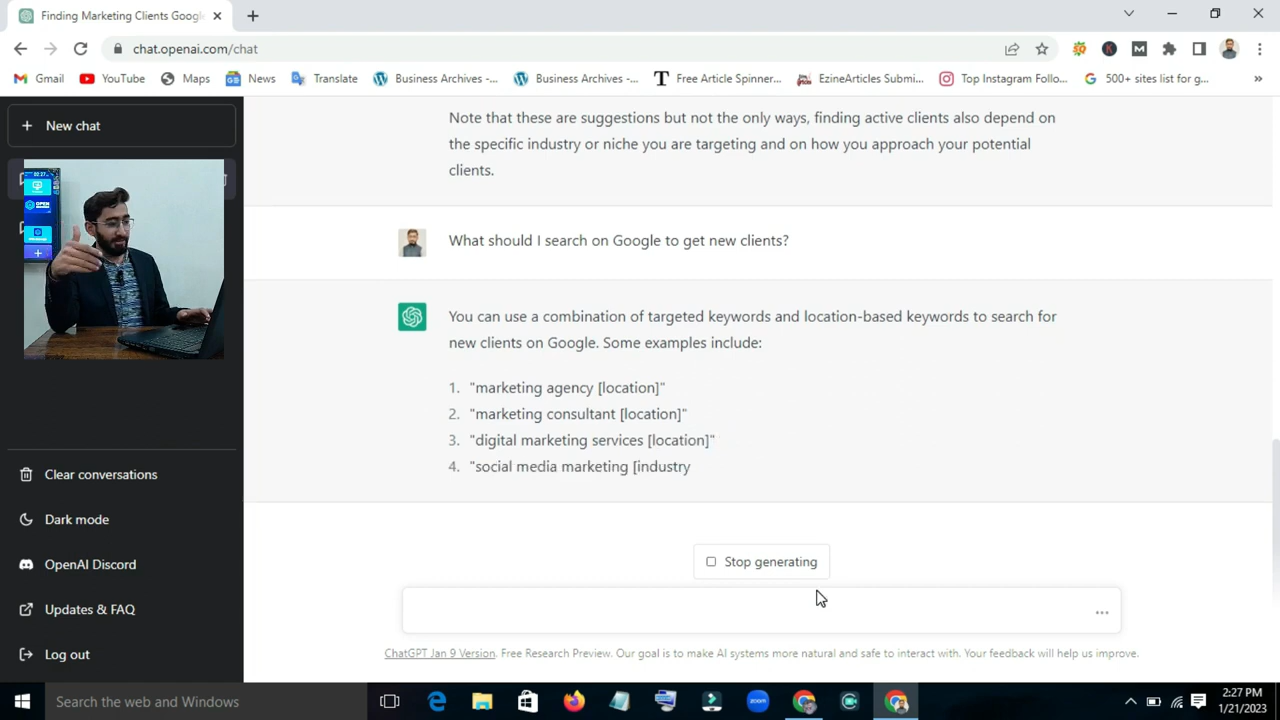 Finding Marketing Clients Google
chat.openai.com/chat
Gmail
YouTube
Maps
News
Translate
Business Archives -...
Business Archives -...
Free Article Spinner...
EzineArticles Submi...
Top Instagram Follo...
500+ sites list for g...
»
+ New chat
Note that these are suggestions but not the only ways, finding active clients also depend on
the specific industry or niche you are targeting and on how you approach your potential
clients.
What should I search on Google to get new clients?
You can use a combination of targeted keywords and location-based keywords to search for
new clients on Google. Some examples include:
1. "marketing agency [location]"
2. "marketing consultant [location]"
3. "digital marketing services [location]"
4. "social media marketing [industry
Clear conversations
Dark mode
OpenAI Discord
Updates & FAQ
Log out
Stop generating
ChatGPT Jan 9 Version. Free Research Preview. Our goal is to make AI systems more natural and safe to interact with. Your feedback will help us improve.
Search the web and Windows
zoom
2:27 PM
1/21/2023